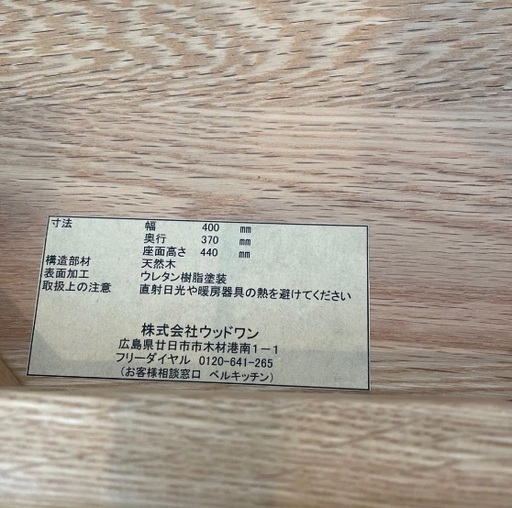 寸法 幅 400 ㎜
奥行 370 ㎜
座面高さ 440 ㎜
構造部材 天然木
表面加工 ウレタン樹脂塗装
取扱上の注意 直射日光や暖房器具の熱を避けてください
株式会社ウッドワン
広島県廿日市市木材港南1-1
フリーダイヤル 0120-641-265
(お客様相談窓口 ベルキッチン)